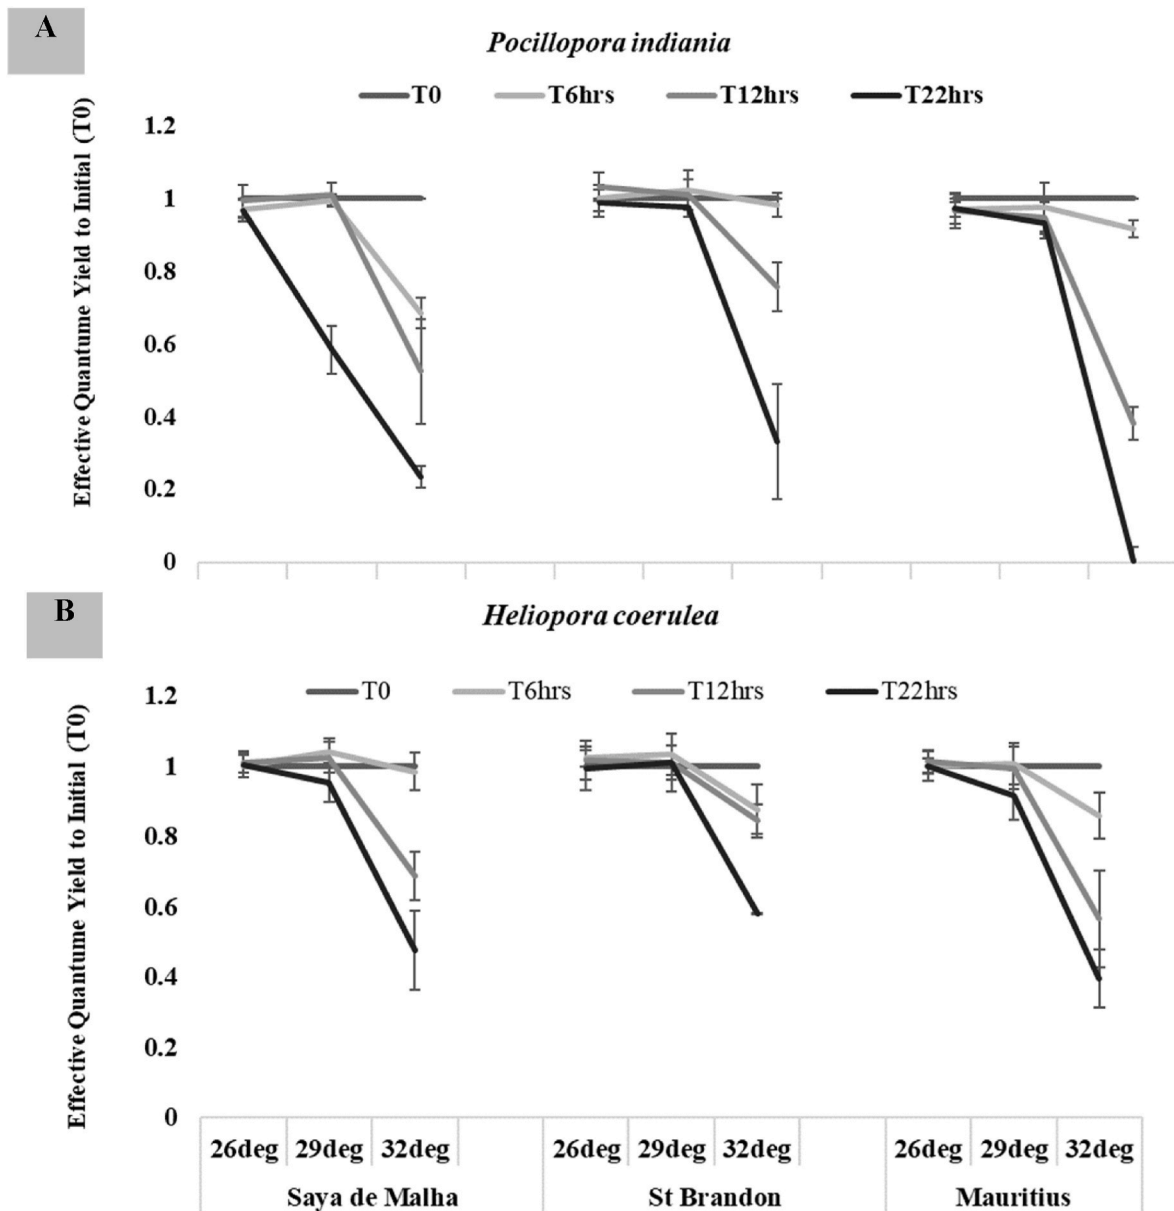 A
Pocillopora indiania
T0 T6hrs T12hrs T22hrs
Effective Quantume Yield to Initial (T0)
1.2
1
0.8
0.6
0.4
0.2
0
B
Heliopora coerulea
T0 T6hrs T12hrs T22hrs
Effective Quantume Yield to Initial (T0)
1.2
1
0.8
0.6
0.4
0.2
0
26deg 29deg 32deg 26deg 29deg 32deg 26deg 29deg 32deg
Saya de Malha St Brandon Mauritius